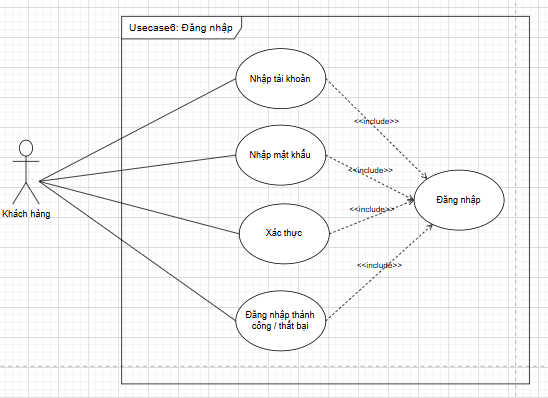 Usecase6: Đăng nhập
Nhập tài khoản
<<include>>
Nhập mật khẩu
<<include>>
Đăng nhập
Khách hàng
<<include>>
Xác thực
<<include>>
Đăng nhập thành
công / thất bại